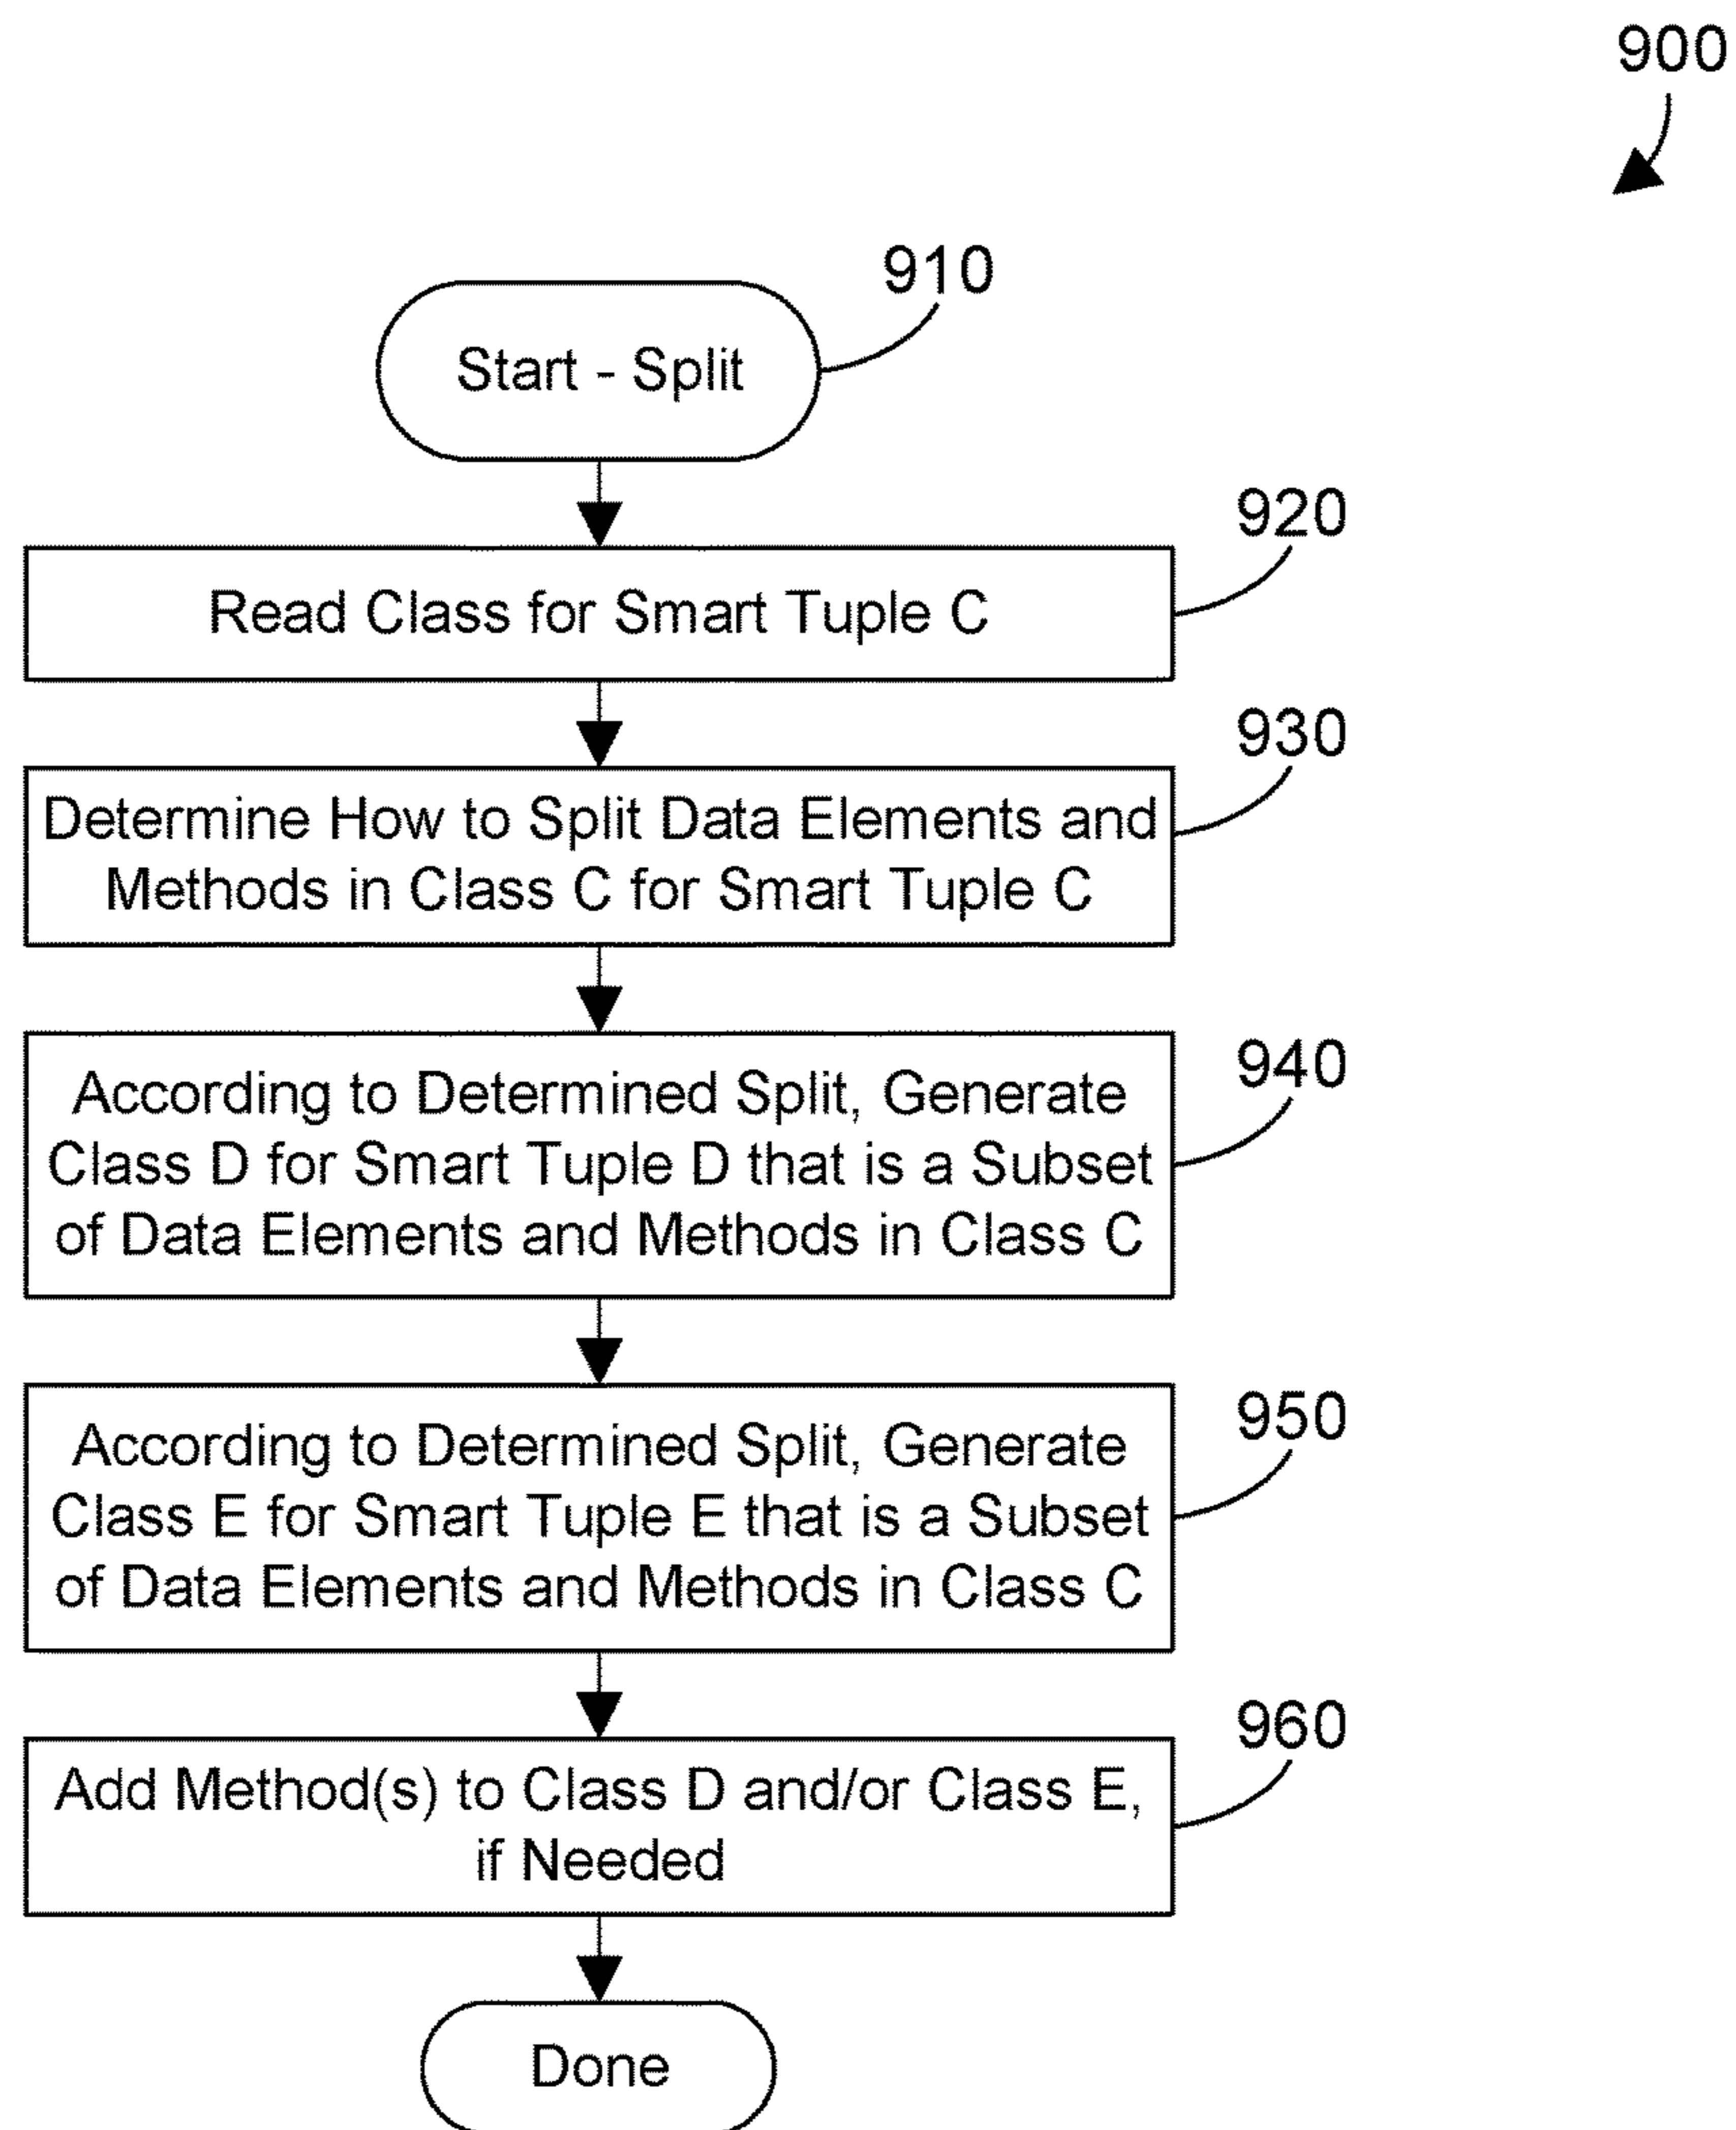 900
910
Start - Split
920
Read Class for Smart Tuple C
930
Determine How to Split Data Elements and
Methods in Class C for Smart Tuple C
940
According to Determined Split, Generate
Class D for Smart Tuple D that is a Subset
of Data Elements and Methods in Class C
950
According to Determined Split, Generate
Class E for Smart Tuple E that is a Subset
of Data Elements and Methods in Class C
960
Add Method(s) to Class D and/or Class E,
if Needed
Done